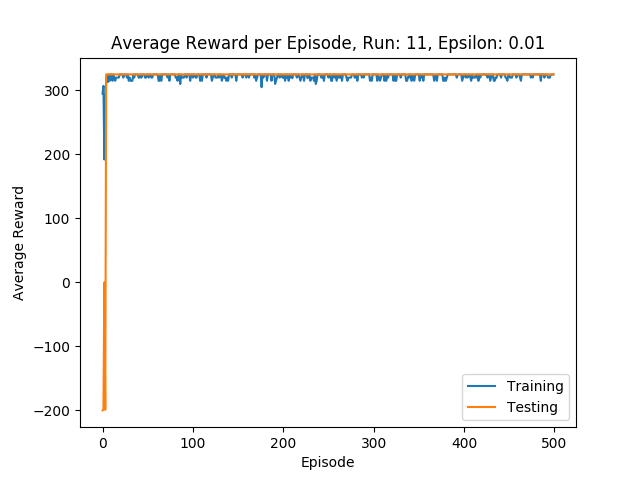 Average Reward per Episode, Run: 11, Epsilon: 0.01
Average Reward
300
200
100
0
−100
−200
0
100
200
300
400
500
Episode
Training
Testing